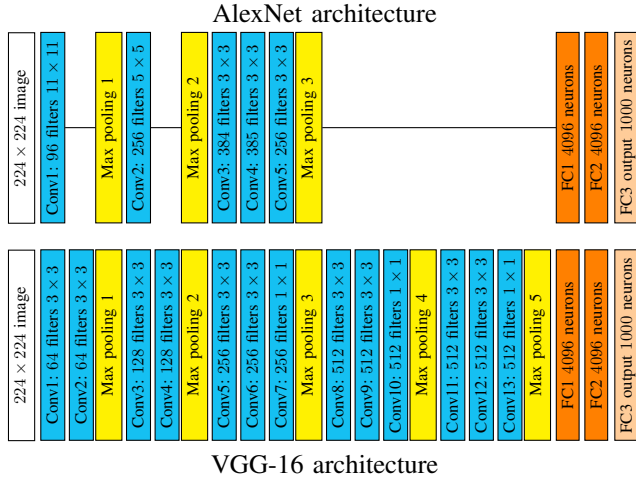 AlexNet architecture
224 × 224 image
Conv1: 96 filters 11 × 11
Max pooling 1
Conv2: 256 filters 5 × 5
Max pooling 2
Conv3: 384 filters 3 × 3
Conv4: 385 filters 3 × 3
Conv5: 256 filters 3 × 3
Max pooling 3
FC1 4096 neurons
FC2 4096 neurons
FC3 output 1000 neurons
224 × 224 image
Conv1: 64 filters 3 × 3
Conv2: 64 filters 3 × 3
Max pooling 1
Conv3: 128 filters 3 × 3
Conv4: 128 filters 3 × 3
Max pooling 2
Conv5: 256 filters 3 × 3
Conv6: 256 filters 3 × 3
Conv7: 256 filters 1 × 1
Max pooling 3
Conv8: 512 filters 3 × 3
Conv9: 512 filters 3 × 3
Conv10: 512 filters 1 × 1
Max pooling 4
Conv11: 512 filters 3 × 3
Conv12: 512 filters 3 × 3
Conv13: 512 filters 1 × 1
Max pooling 5
FC1 4096 neurons
FC2 4096 neurons
FC3 output 1000 neurons
VGG-16 architecture